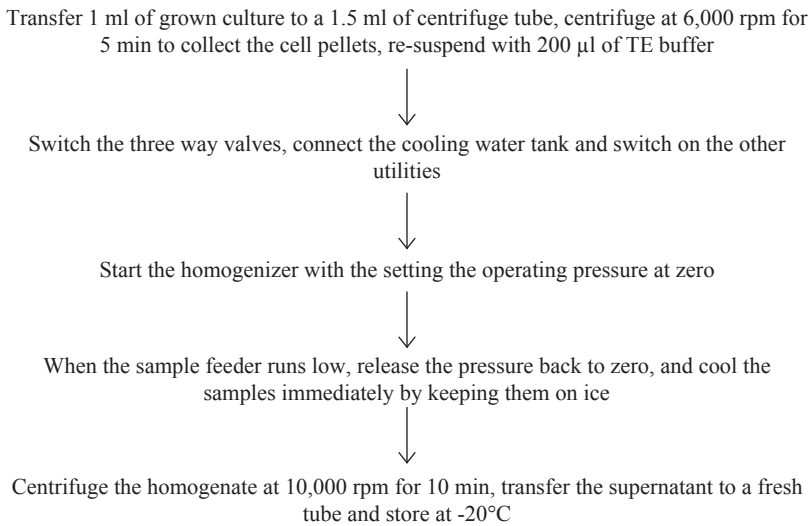 Transfer 1 ml of grown culture to a 1.5 ml of centrifuge tube, centrifuge at 6,000 rpm for
5 min to collect the cell pellets, re-suspend with 200 µl of TE buffer
Switch the three way valves, connect the cooling water tank and switch on the other
utilities
Start the homogenizer with the setting the operating pressure at zero
When the sample feeder runs low, release the pressure back to zero, and cool the
samples immediately by keeping them on ice
Centrifuge the homogenate at 10,000 rpm for 10 min, transfer the supernatant to a fresh
tube and store at -20°C